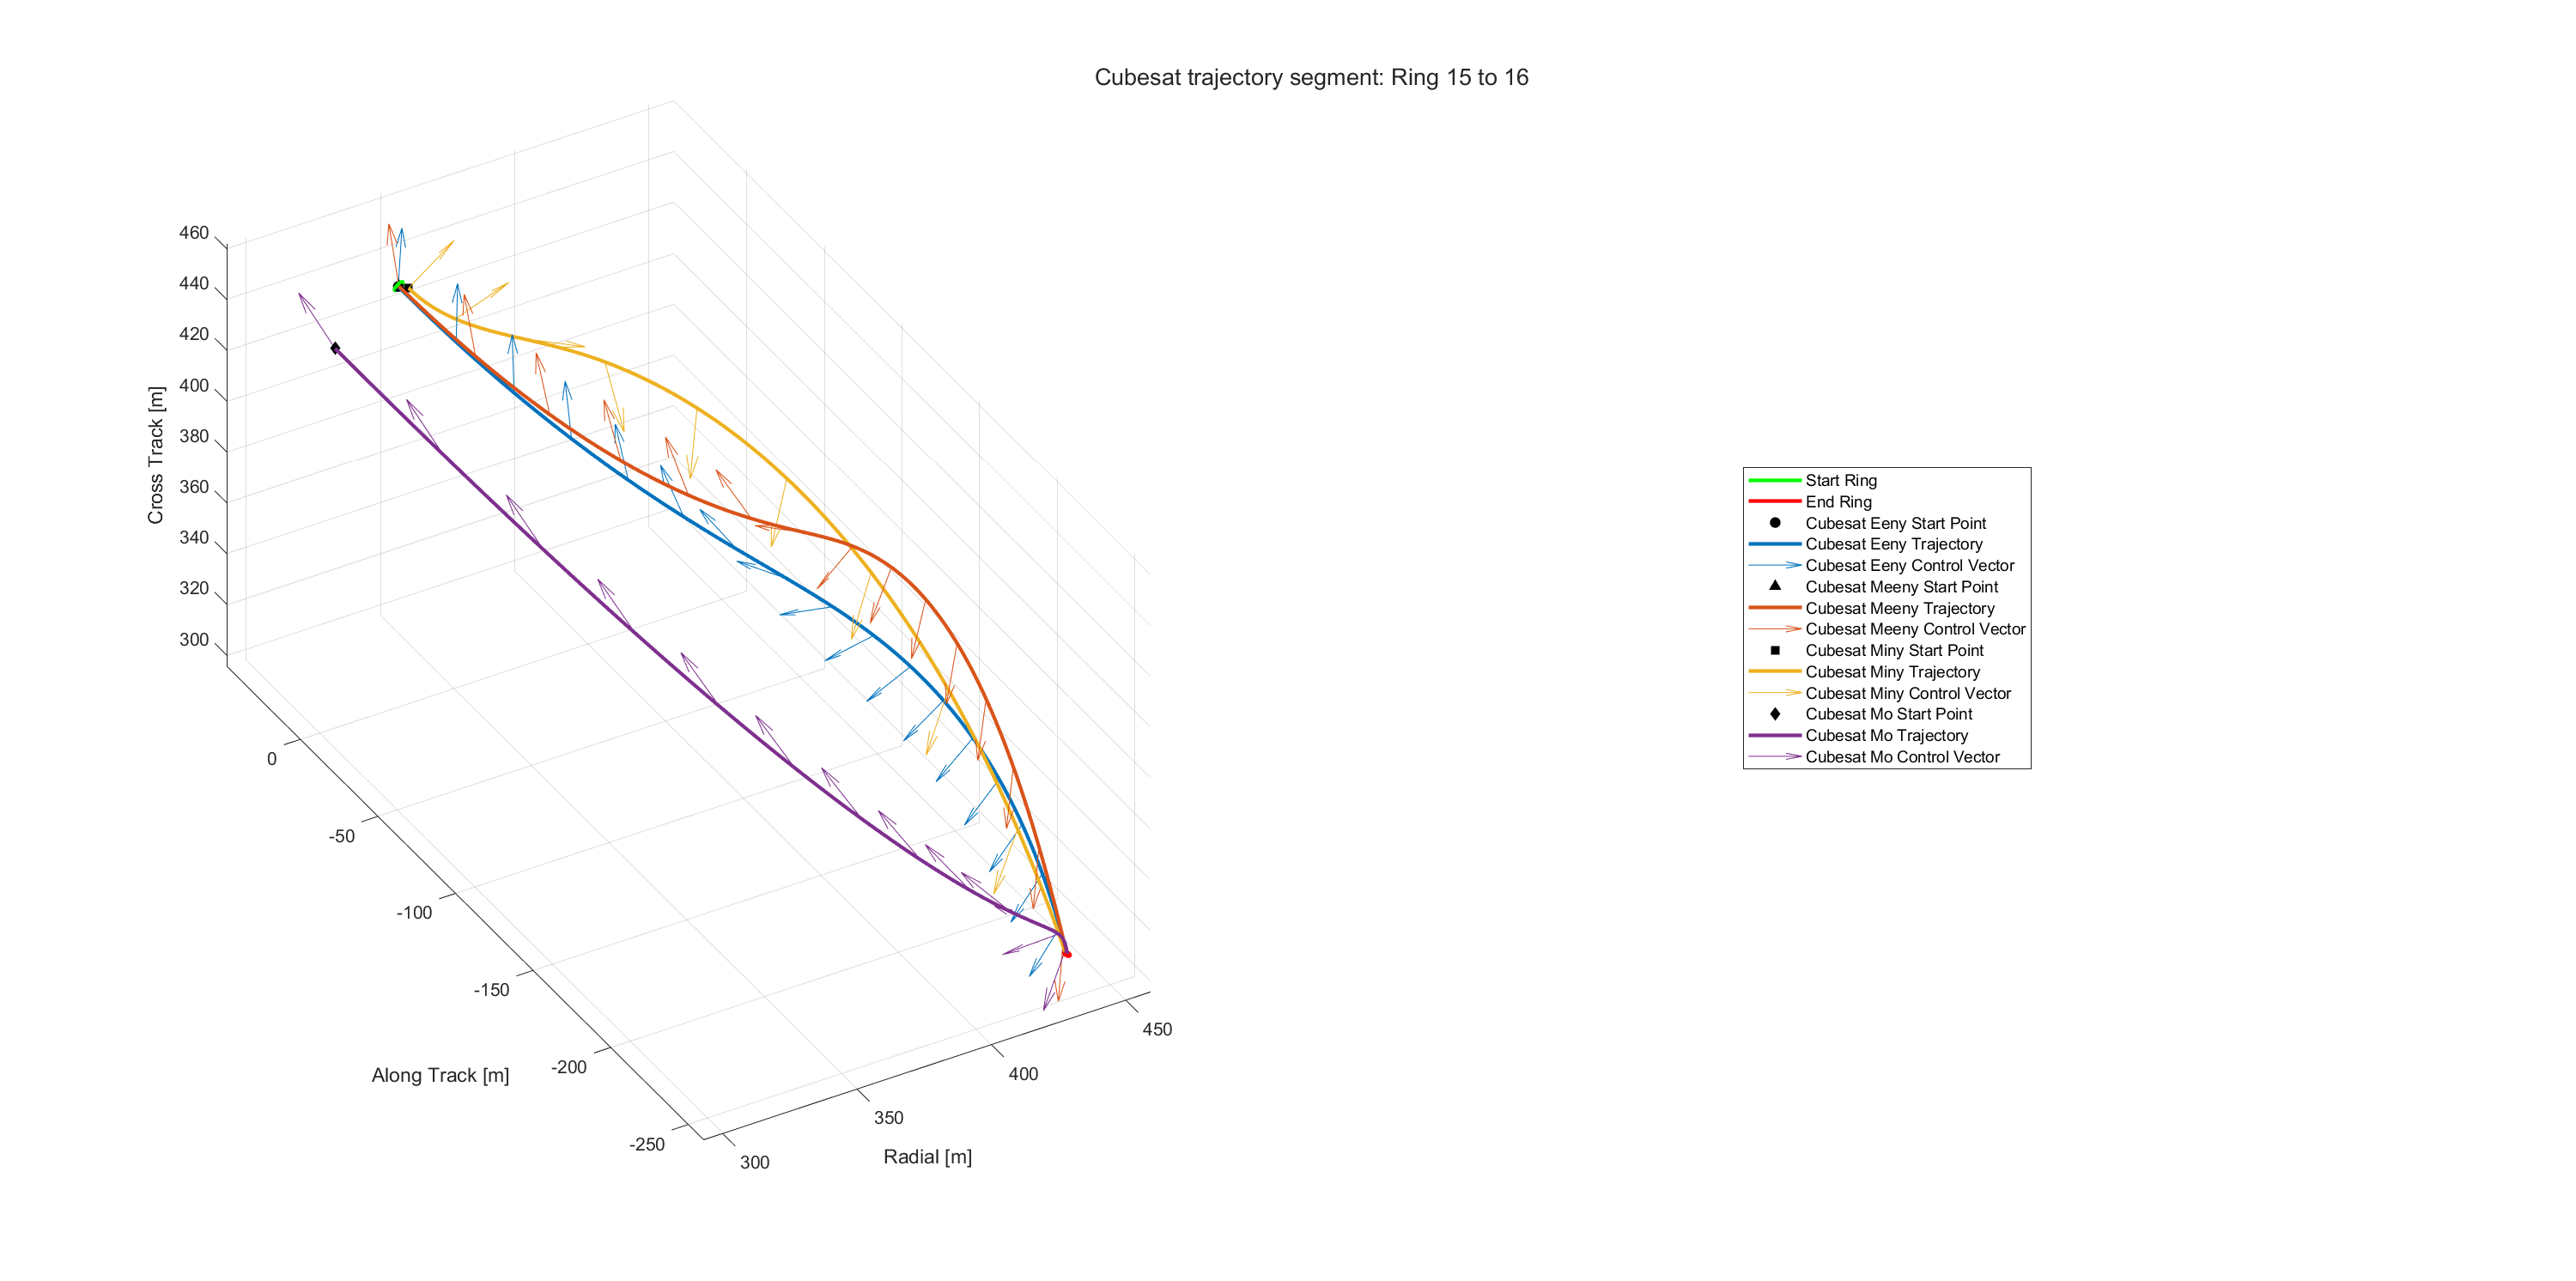 Cubesat trajectory segment: Ring 15 to 16
460
440
420
400
380
360
340
320
300
Cross Track [m]
0
-50
-100
-150
-200
-250
Along Track [m]
300
350
400
450
Radial [m]
Start Ring
End Ring
Cubesat Eeny Start Point
Cubesat Eeny Trajectory
Cubesat Eeny Control Vector
Cubesat Meeny Start Point
Cubesat Meeny Trajectory
Cubesat Meeny Control Vector
Cubesat Miny Start Point
Cubesat Miny Trajectory
Cubesat Miny Control Vector
Cubesat Mo Start Point
Cubesat Mo Trajectory
Cubesat Mo Control Vector